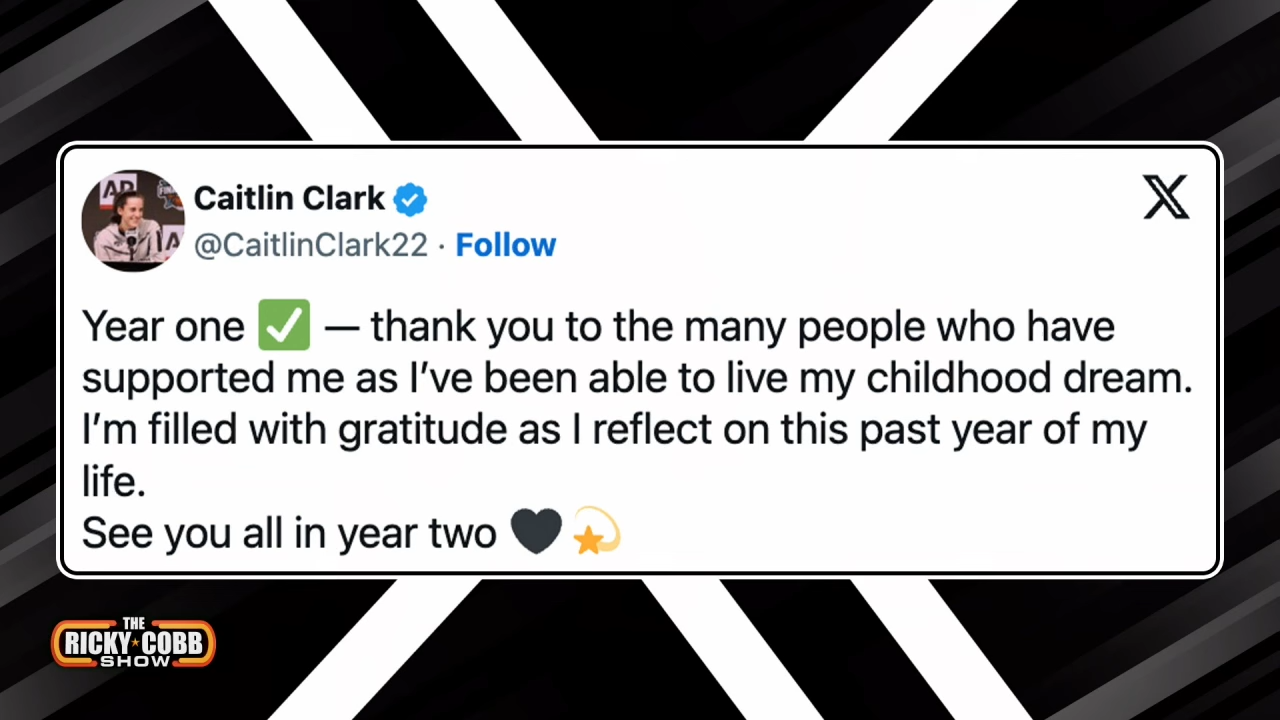 Caitlin Clark
@CaitlinClark22 · Follow
Year one ✅ — thank you to the many people who have
supported me as I’ve been able to live my childhood dream.
I’m filled with gratitude as I reflect on this past year of my
life.
See you all in year two 🖤💫
THE
RICKY COBB
SHOW